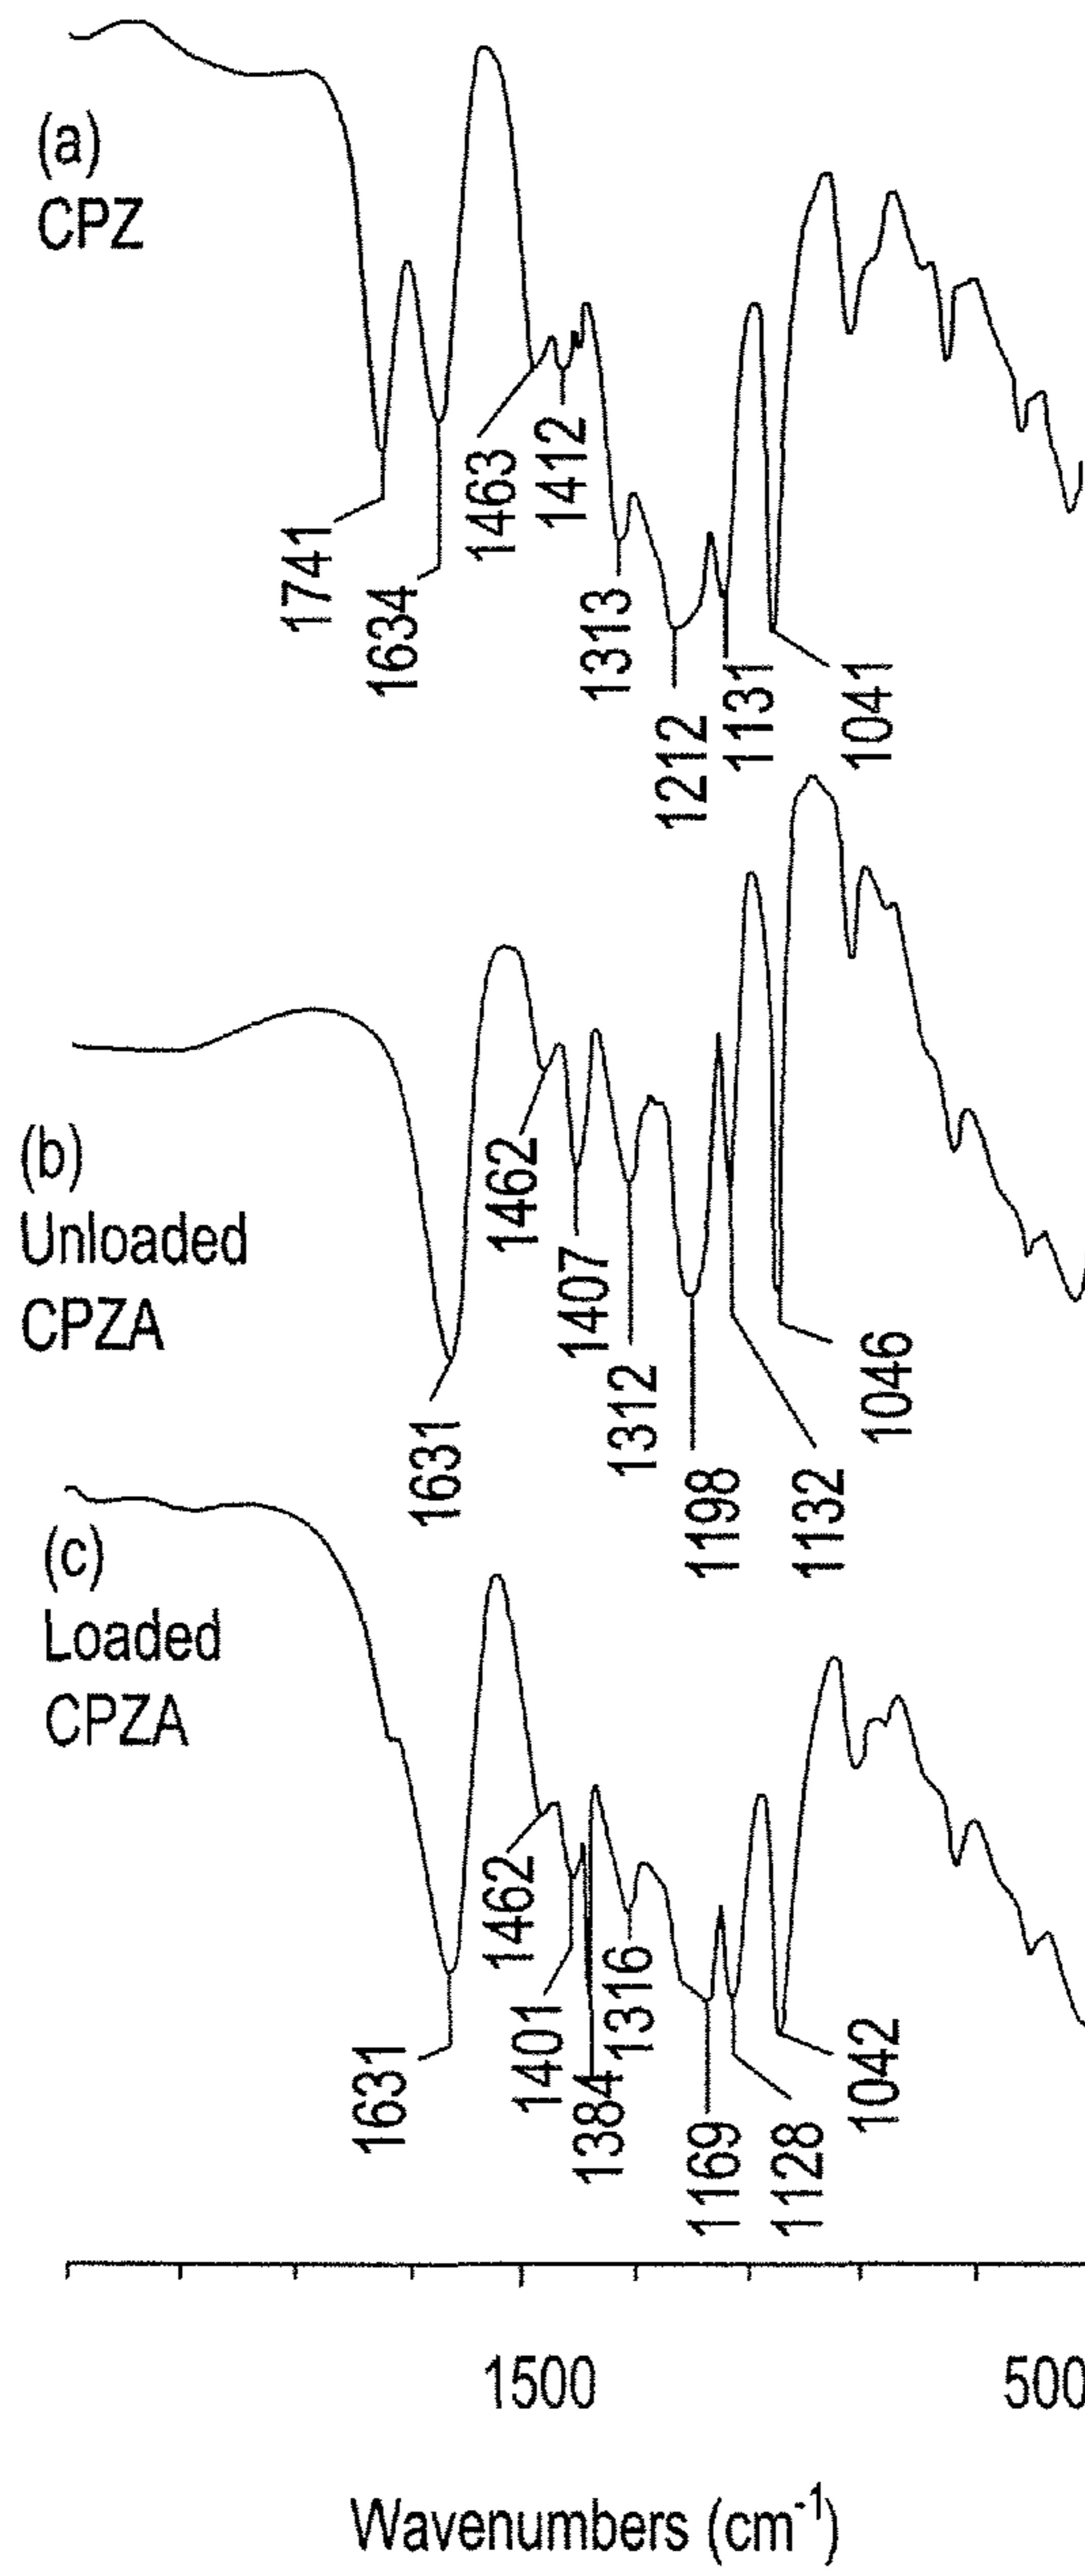 (a)
CPZ
1741
1634
1463
1412
1313
1212
1131
1041
(b)
Unloaded
CPZA
1631
1462
1407
1312
1198
1132
1046
(c)
Loaded
CPZA
1631
1462
1401
1384
1316
1169
1128
1042
1500
500
Wavenumbers (cm⁻¹)